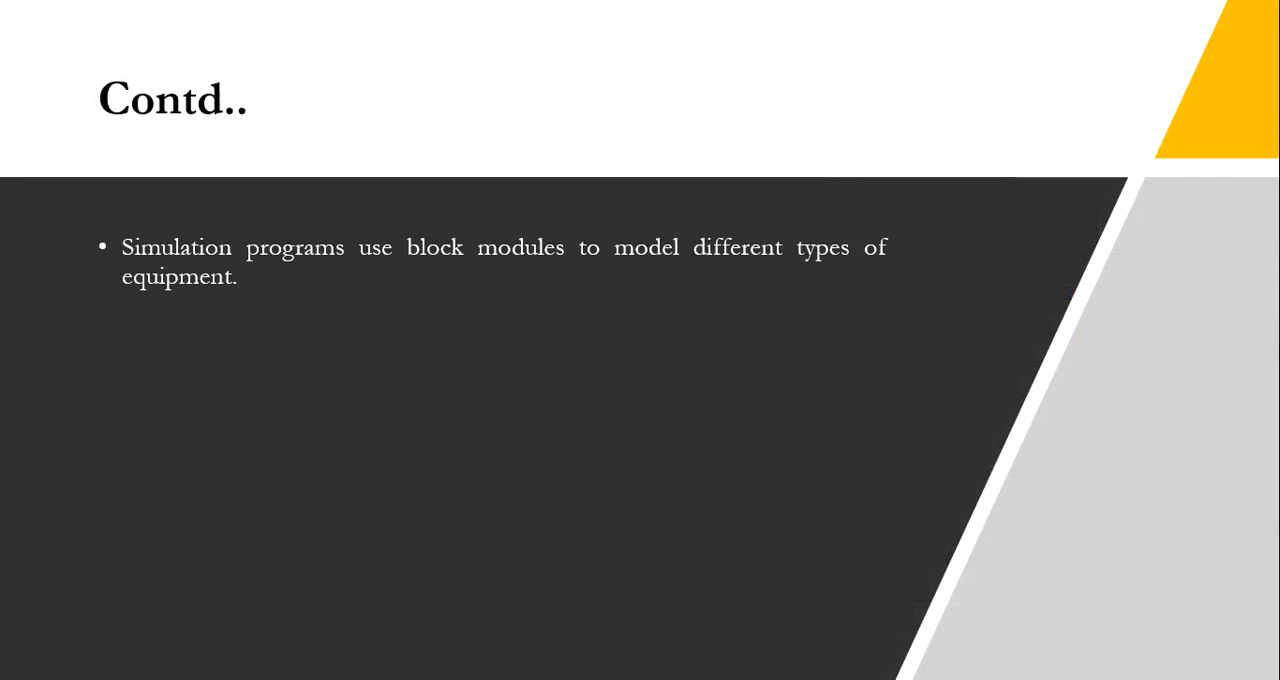 Contd..
• Simulation programs use block modules to model different types of
equipment.